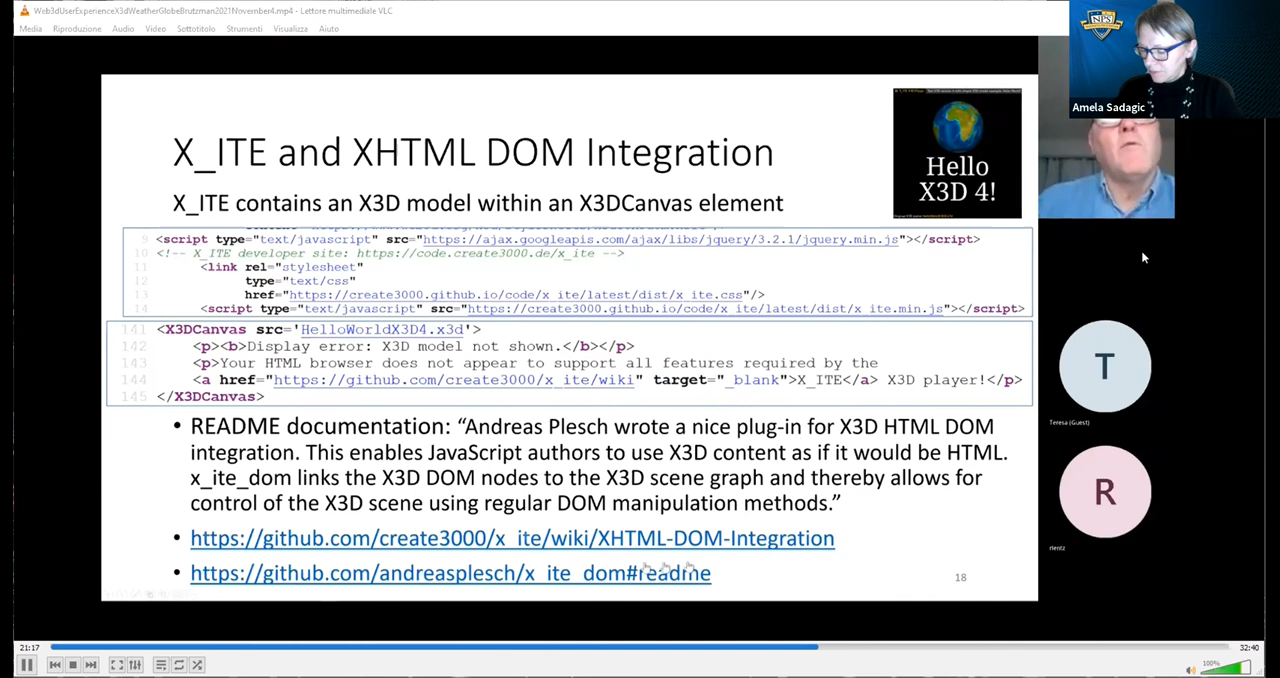 Web3dUserExperienceX3dWeatherGlobeBrutzman2021November4.mp4 - Lettore multimediale VLC
Media Riproduzione Audio Video Sottotitolo Strumenti Visualizza Aiuto
NPS
Amela Sadagic
X_ITE and XHTML DOM Integration
Hello
X3D 4!
X_ITE contains an X3D model within an X3DCanvas element
9 <script type="text/javascript" src="https://ajax.googleapis.com/ajax/libs/jquery/3.2.1/jquery.min.js"></script>
10 <!-- X_ITE developer site: https://code.create3000.de/x_ite -->
11 <link rel="stylesheet"
12 type="text/css"
13 href="https://create3000.github.io/code/x_ite/latest/dist/x_ite.css"/>
14 <script type="text/javascript" src="https://create3000.github.io/code/x_ite/latest/dist/x_ite.min.js"></script>
141 <X3DCanvas src='HelloWorldX3D4.x3d'>
142 <p><b>Display error: X3D model not shown.</b></p>
143 <p>Your HTML browser does not appear to support all features required by the
144 <a href="https://github.com/create3000/x_ite/wiki" target="_blank">X_ITE</a> X3D player!</p>
145 </X3DCanvas>
• README documentation: “Andreas Plesch wrote a nice plug-in for X3D HTML DOM
integration. This enables JavaScript authors to use X3D content as if it would be HTML.
x_ite_dom links the X3D DOM nodes to the X3D scene graph and thereby allows for
control of the X3D scene using regular DOM manipulation methods.”
• https://github.com/create3000/x_ite/wiki/XHTML-DOM-Integration
• https://github.com/andreasplesch/x_ite_dom#readme
18
T
Teresa (Guest)
R
rientz
21:17
32:40
100%